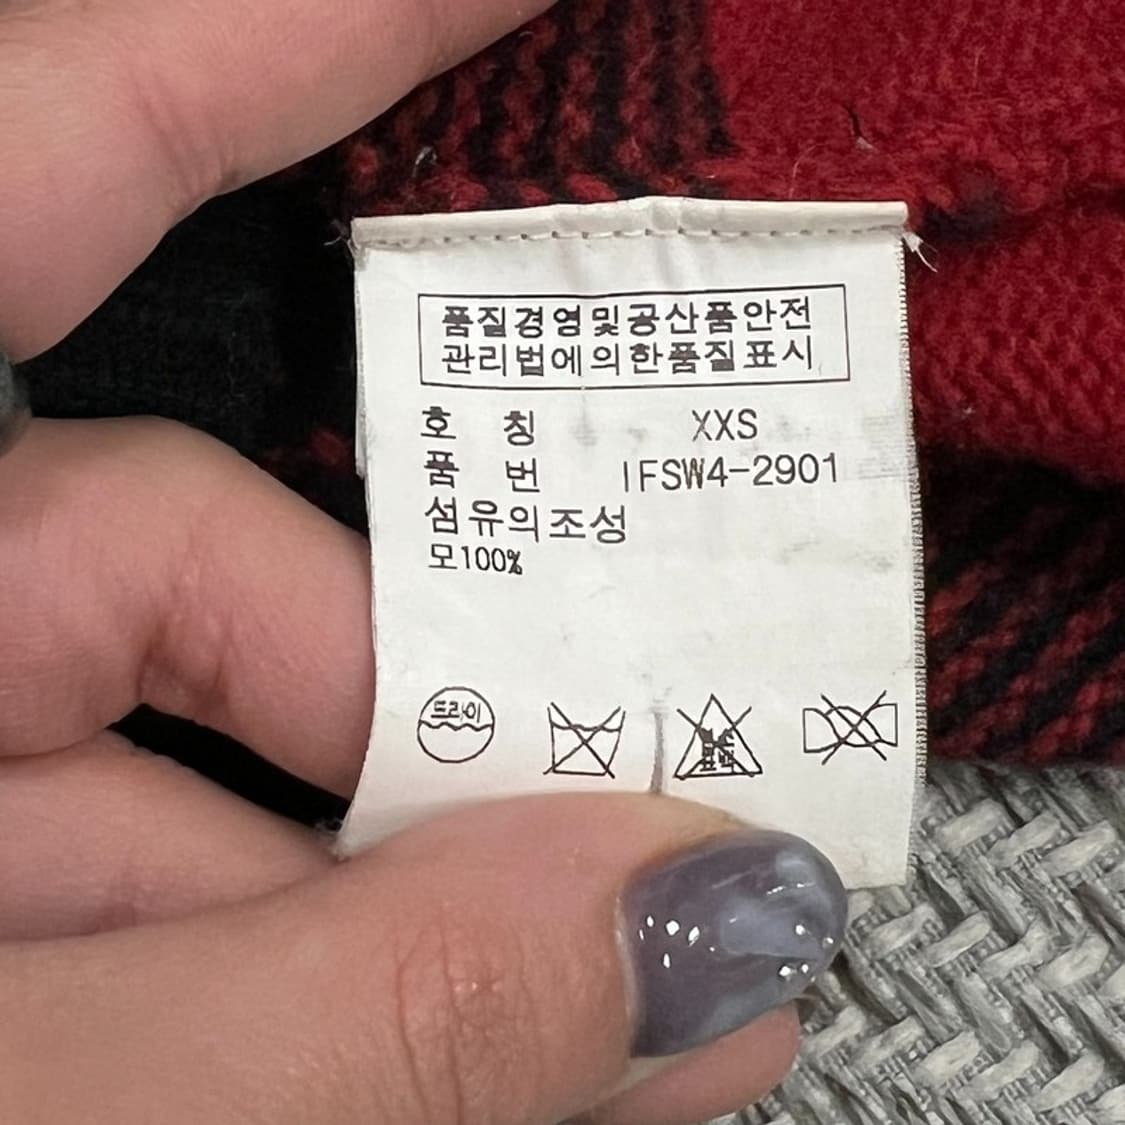 품질경영및공산품안전
관리법에의한품질표시
호 칭 XXS
품 번 IFSW4-2901
섬유의조성
모100%
드라이